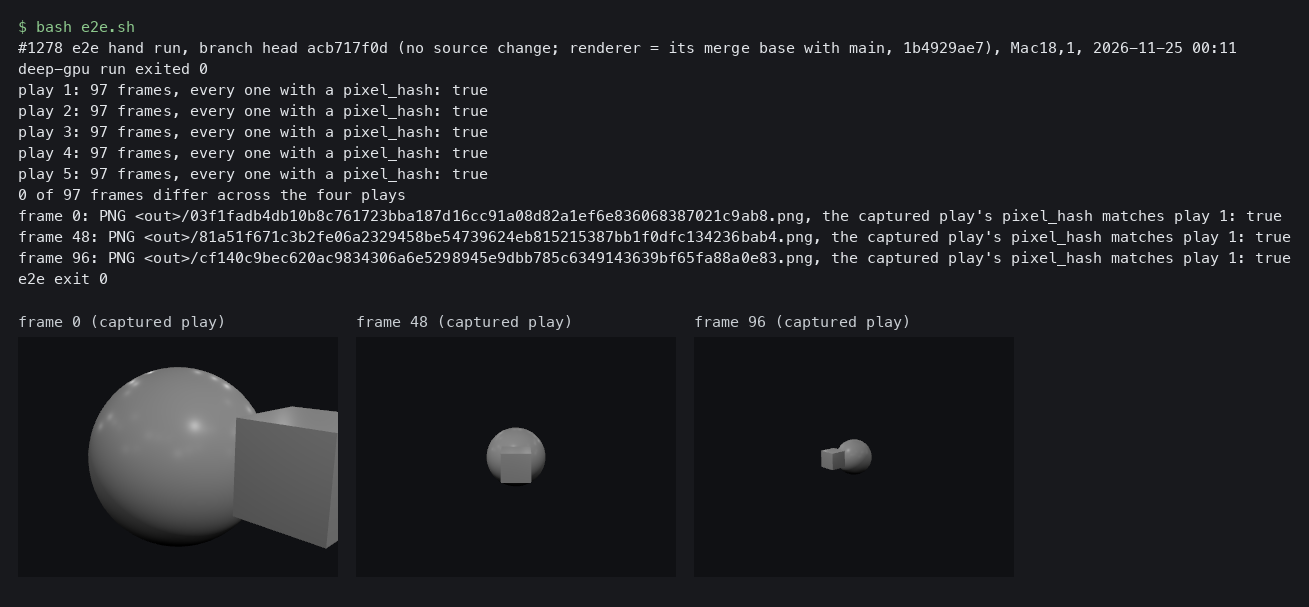 $ bash e2e.sh
#1278 e2e hand run, branch head acb717f0d (no source change; renderer = its merge base with main, 1b4929ae7), Mac18,1, 2026–11–25 00:11
deep–gpu run exited 0
play 1: 97 frames, every one with a pixel_hash: true
play 2: 97 frames, every one with a pixel_hash: true
play 3: 97 frames, every one with a pixel_hash: true
play 4: 97 frames, every one with a pixel_hash: true
play 5: 97 frames, every one with a pixel_hash: true
0 of 97 frames differ across the four plays
frame 0: PNG <out>/03f1fadb4db10b8c761723bba187d16cc91a08d82a1ef6e836068387021c9ab8.png, the captured play's pixel_hash matches play 1: true
frame 48: PNG <out>/81a51f671c3b2fe06a2329458be54739624eb815215387bb1f0dfc134236bab4.png, the captured play's pixel_hash matches play 1: true
frame 96: PNG <out>/cf140c9bec620ac9834306a6e5298945e9dbb785c6349143639bf65fa88a0e83.png, the captured play's pixel_hash matches play 1: true
e2e exit 0
frame 0 (captured play)
frame 48 (captured play)
frame 96 (captured play)